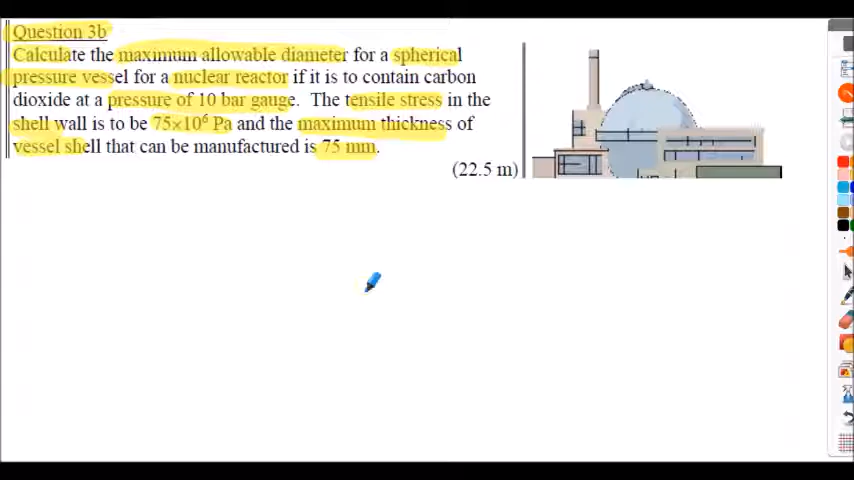 Question 3b
Calculate the maximum allowable diameter for a spherical
pressure vessel for a nuclear reactor if it is to contain carbon
dioxide at a pressure of 10 bar gauge. The tensile stress in the
shell wall is to be 75×10⁶ Pa and the maximum thickness of
vessel shell that can be manufactured is 75 mm.
(22.5 m)